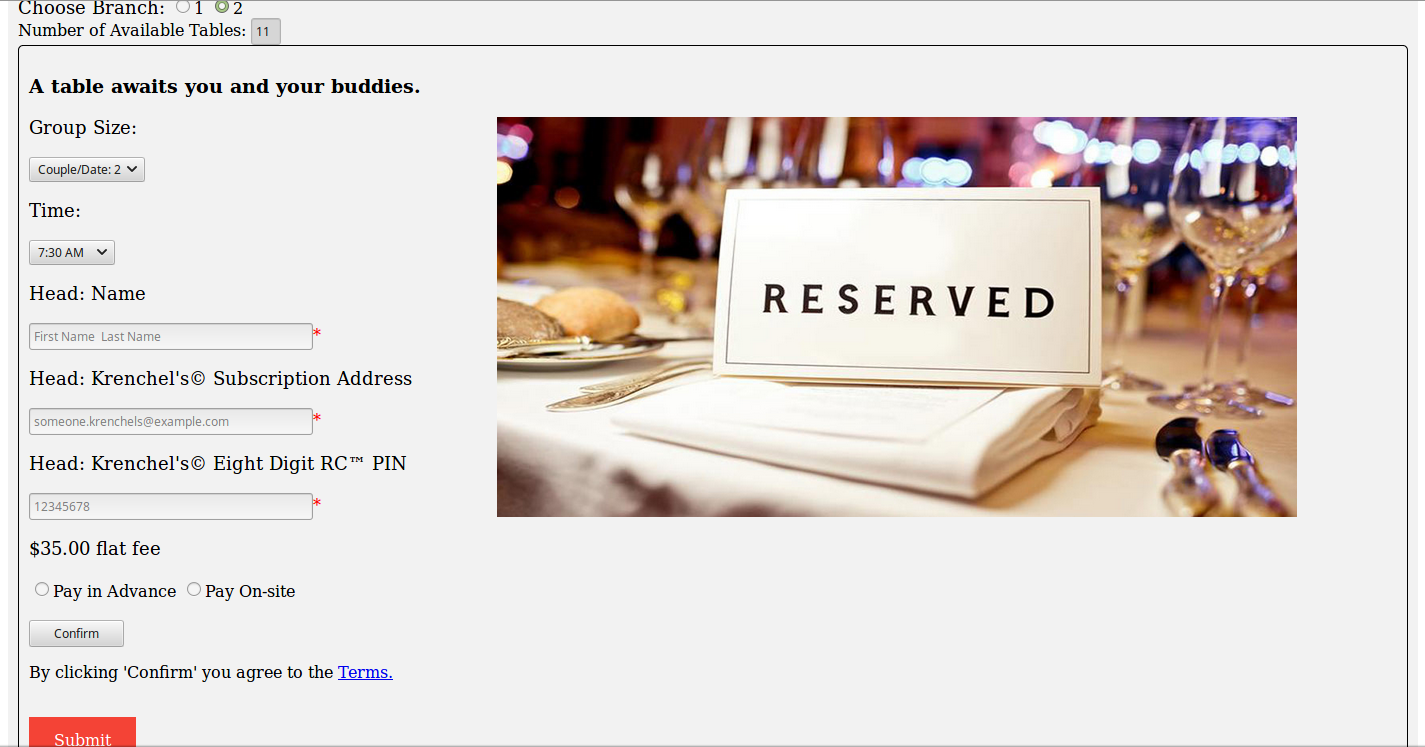 Choose Branch: 1 2
Number of Available Tables: 11
A table awaits you and your buddies.
Group Size:
Couple/Date: 2
Time:
7:30 AM
Head: Name
First Name  Last Name
*
Head: Krenchel's© Subscription Address
someone.krenchels@example.com
*
Head: Krenchel's© Eight Digit RC™ PIN
12345678
*
$35.00 flat fee
Pay in Advance Pay On-site
Confirm
By clicking 'Confirm' you agree to the Terms.
Submit
RESERVED